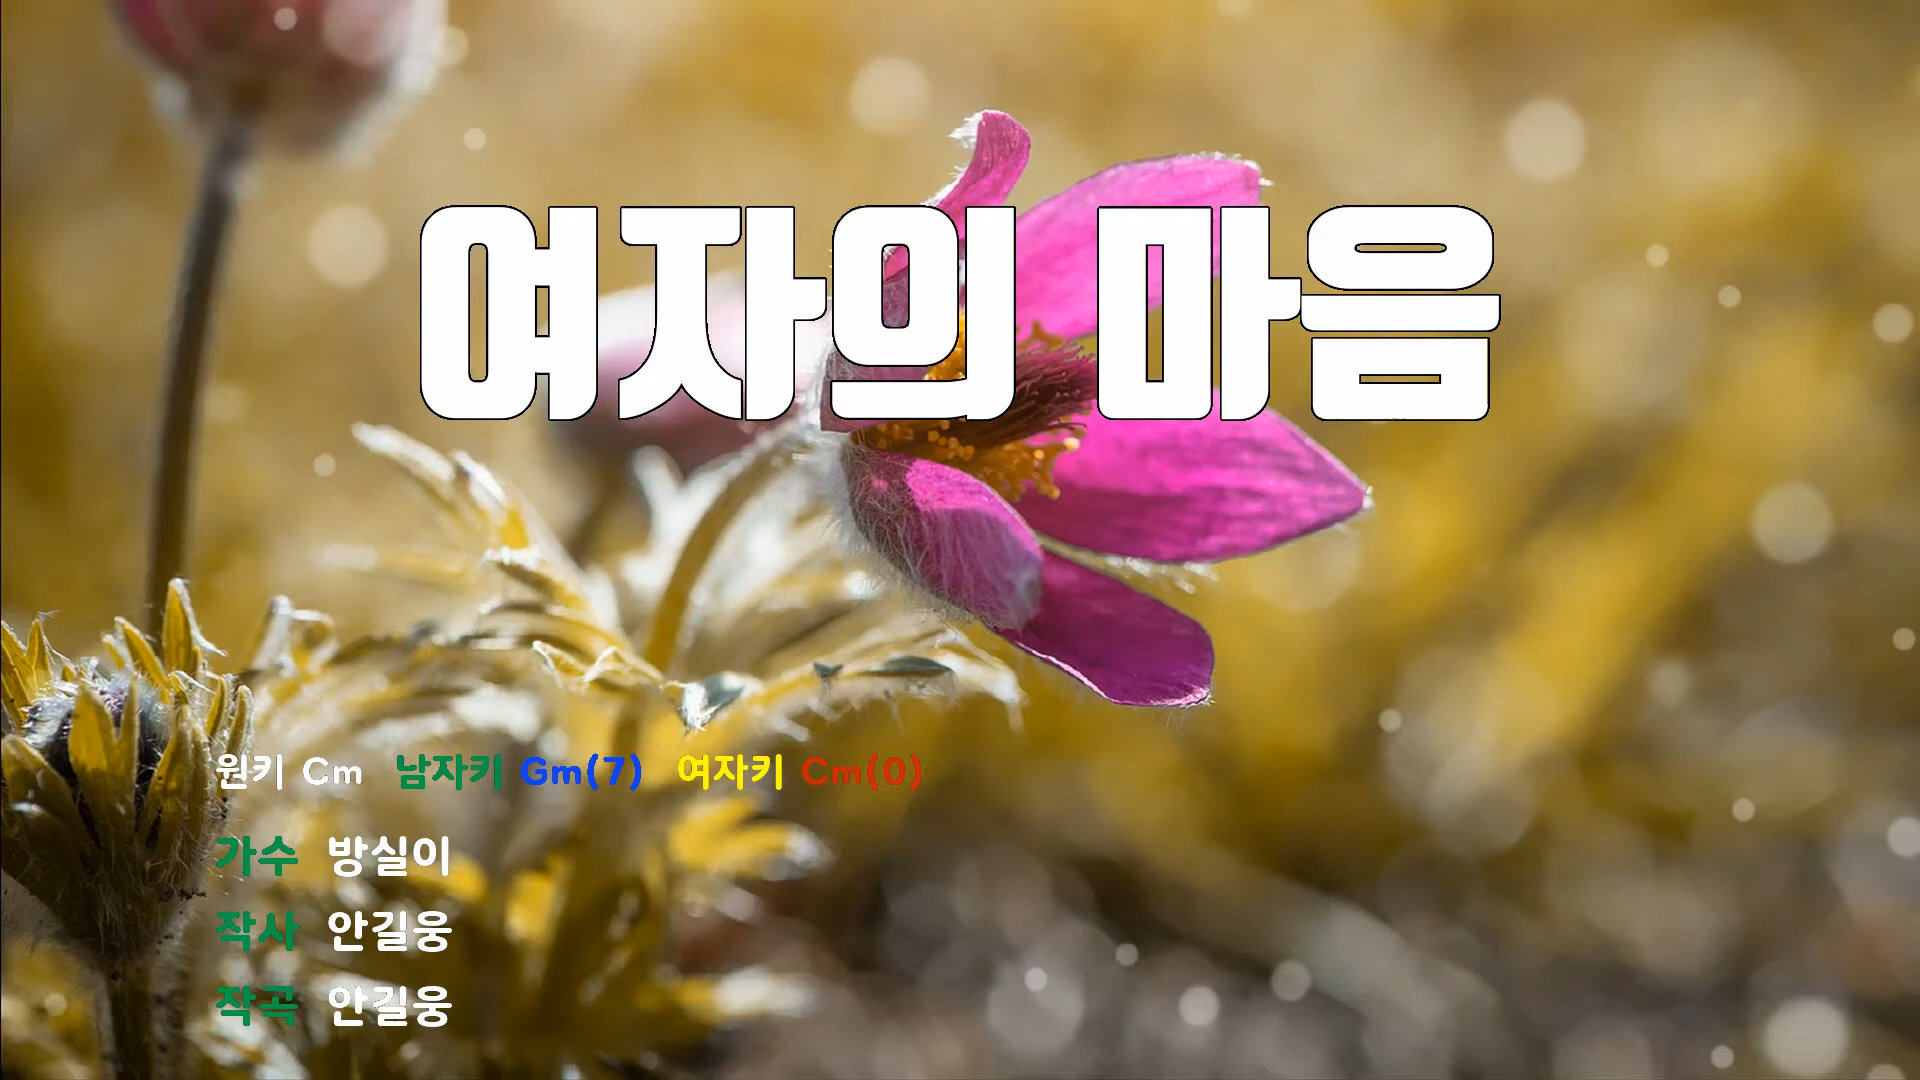 여자의 마음
원키 Cm 남자키 Gm(7) 여자키 Cm(0)
가수 방실이
작사 안길웅
작곡 안길웅